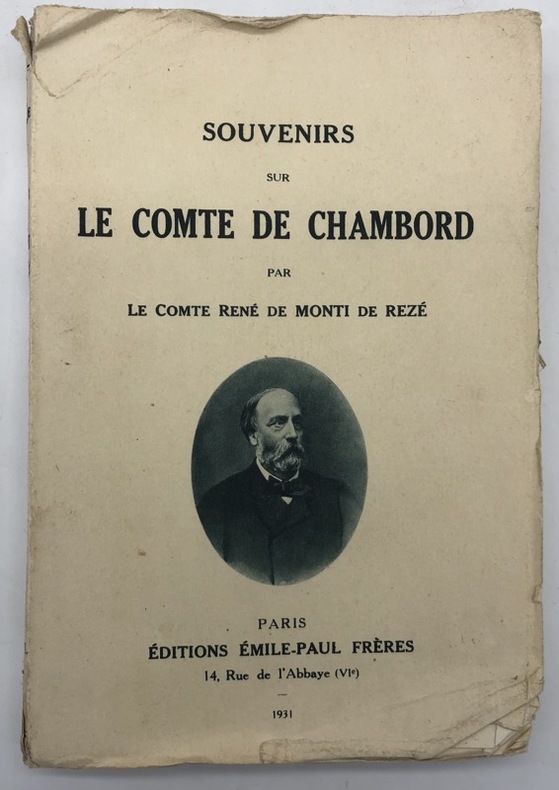 SOUVENIRS
SUR
LE COMTE DE CHAMBORD
PAR
LE COMTE RENÉ DE MONTI DE REZÉ
PARIS
ÉDITIONS ÉMILE-PAUL FRÈRES
14, Rue de l'Abbaye (VIe)
1931